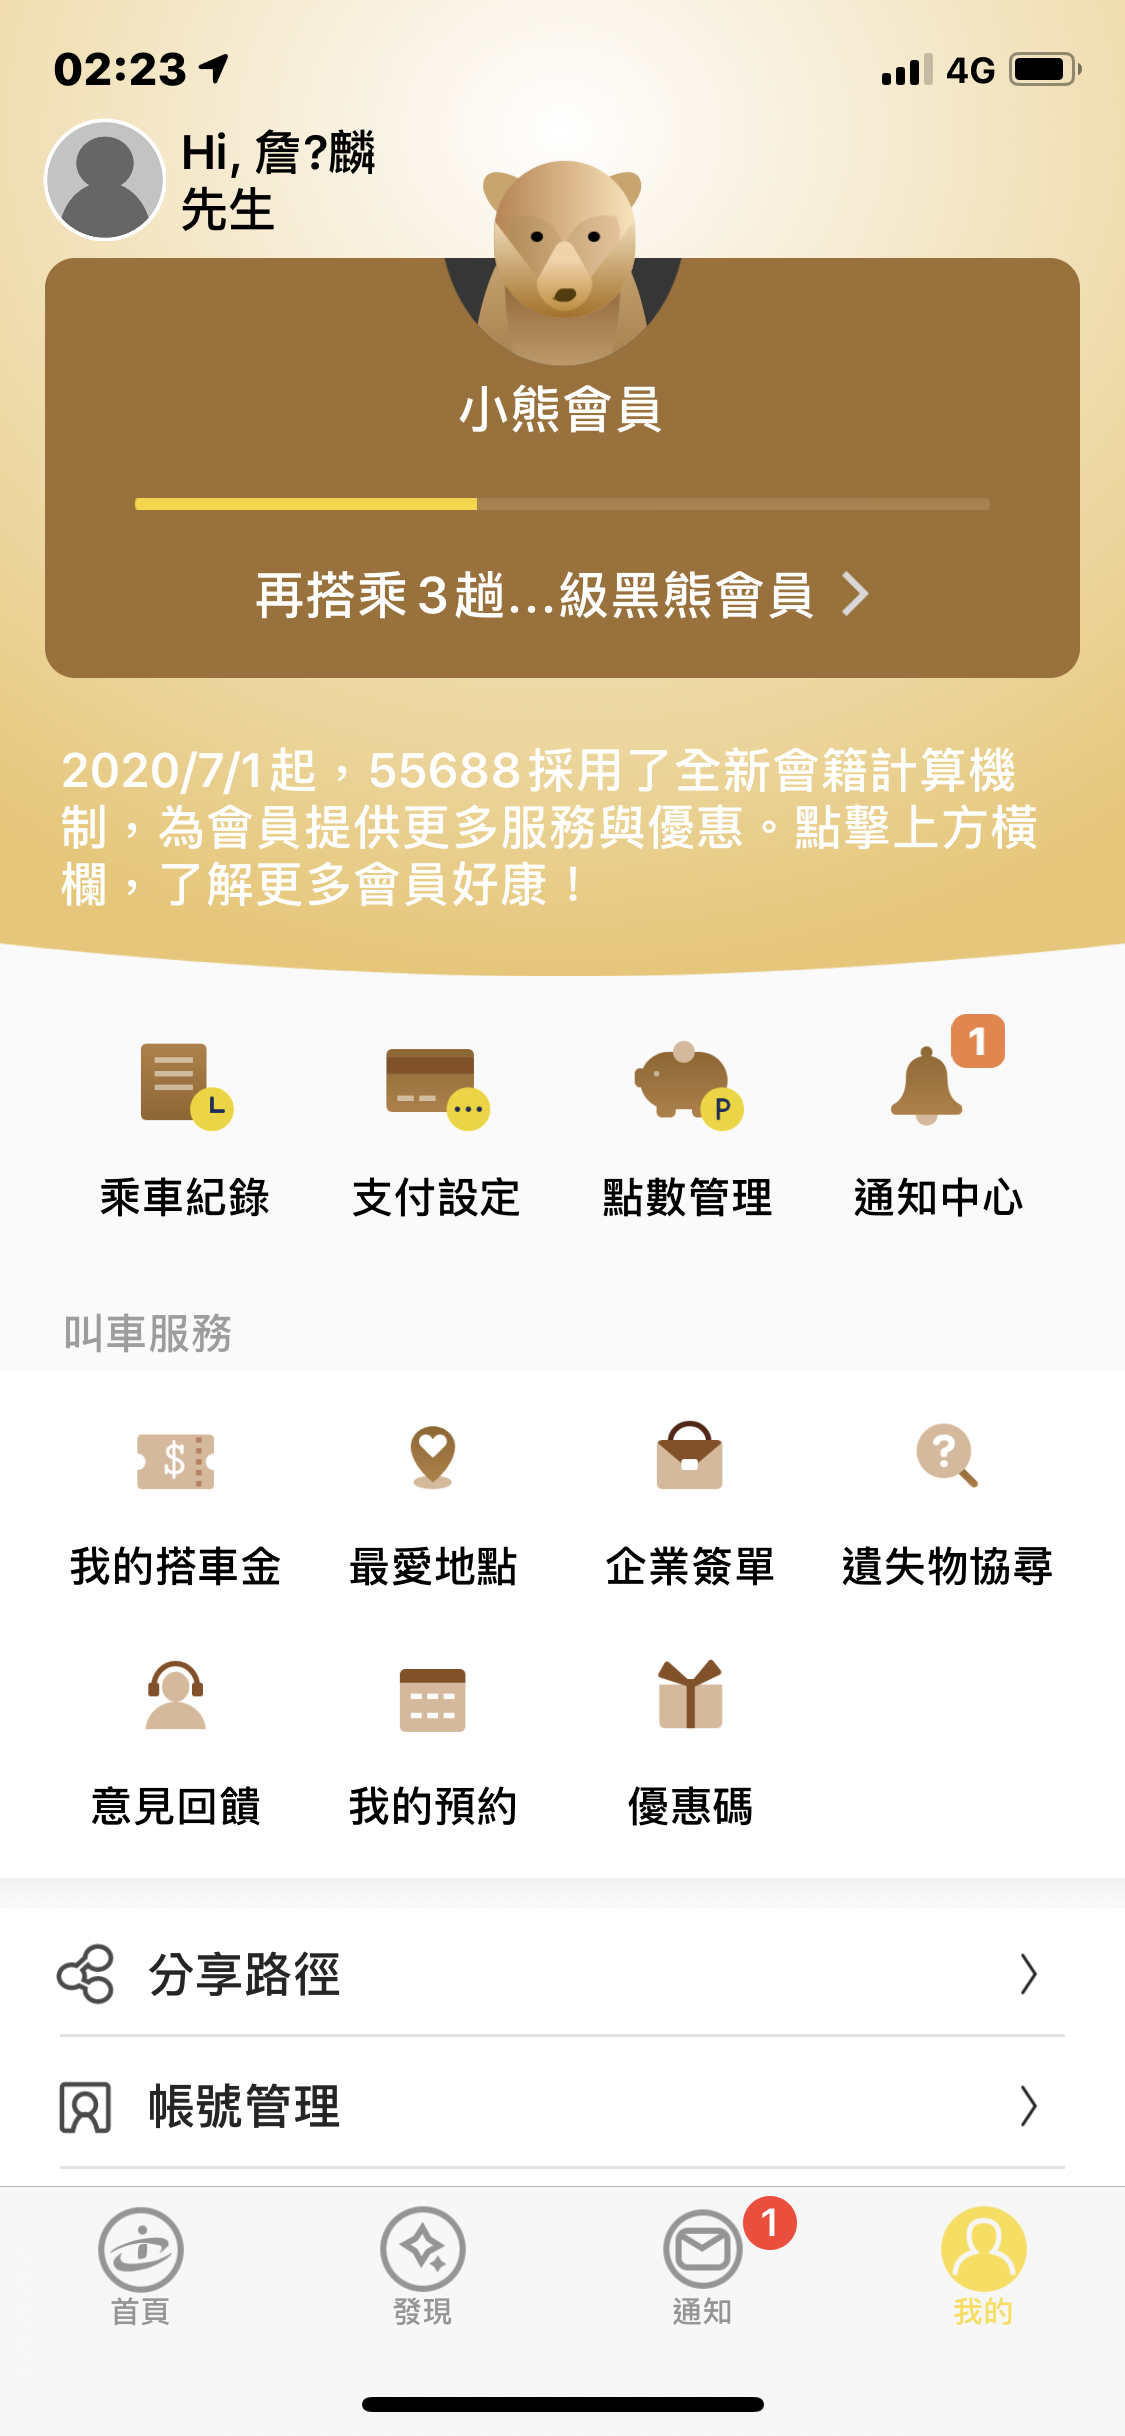 02:23
4G
Hi, 詹?麟
先生
小熊會員
再搭乘3趟...級黑熊會員
2020/7/1起，55688採用了全新會籍計算機
制，為會員提供更多服務與優惠。點擊上方橫
欄，了解更多會員好康！
1
P
乘車紀錄 支付設定 點數管理 通知中心
叫車服務
$ ?
我的搭車金 最愛地點 企業簽單 遺失物協尋
意見回饋 我的預約 優惠碼
分享路徑
帳號管理
1
首頁 發現 通知 我的